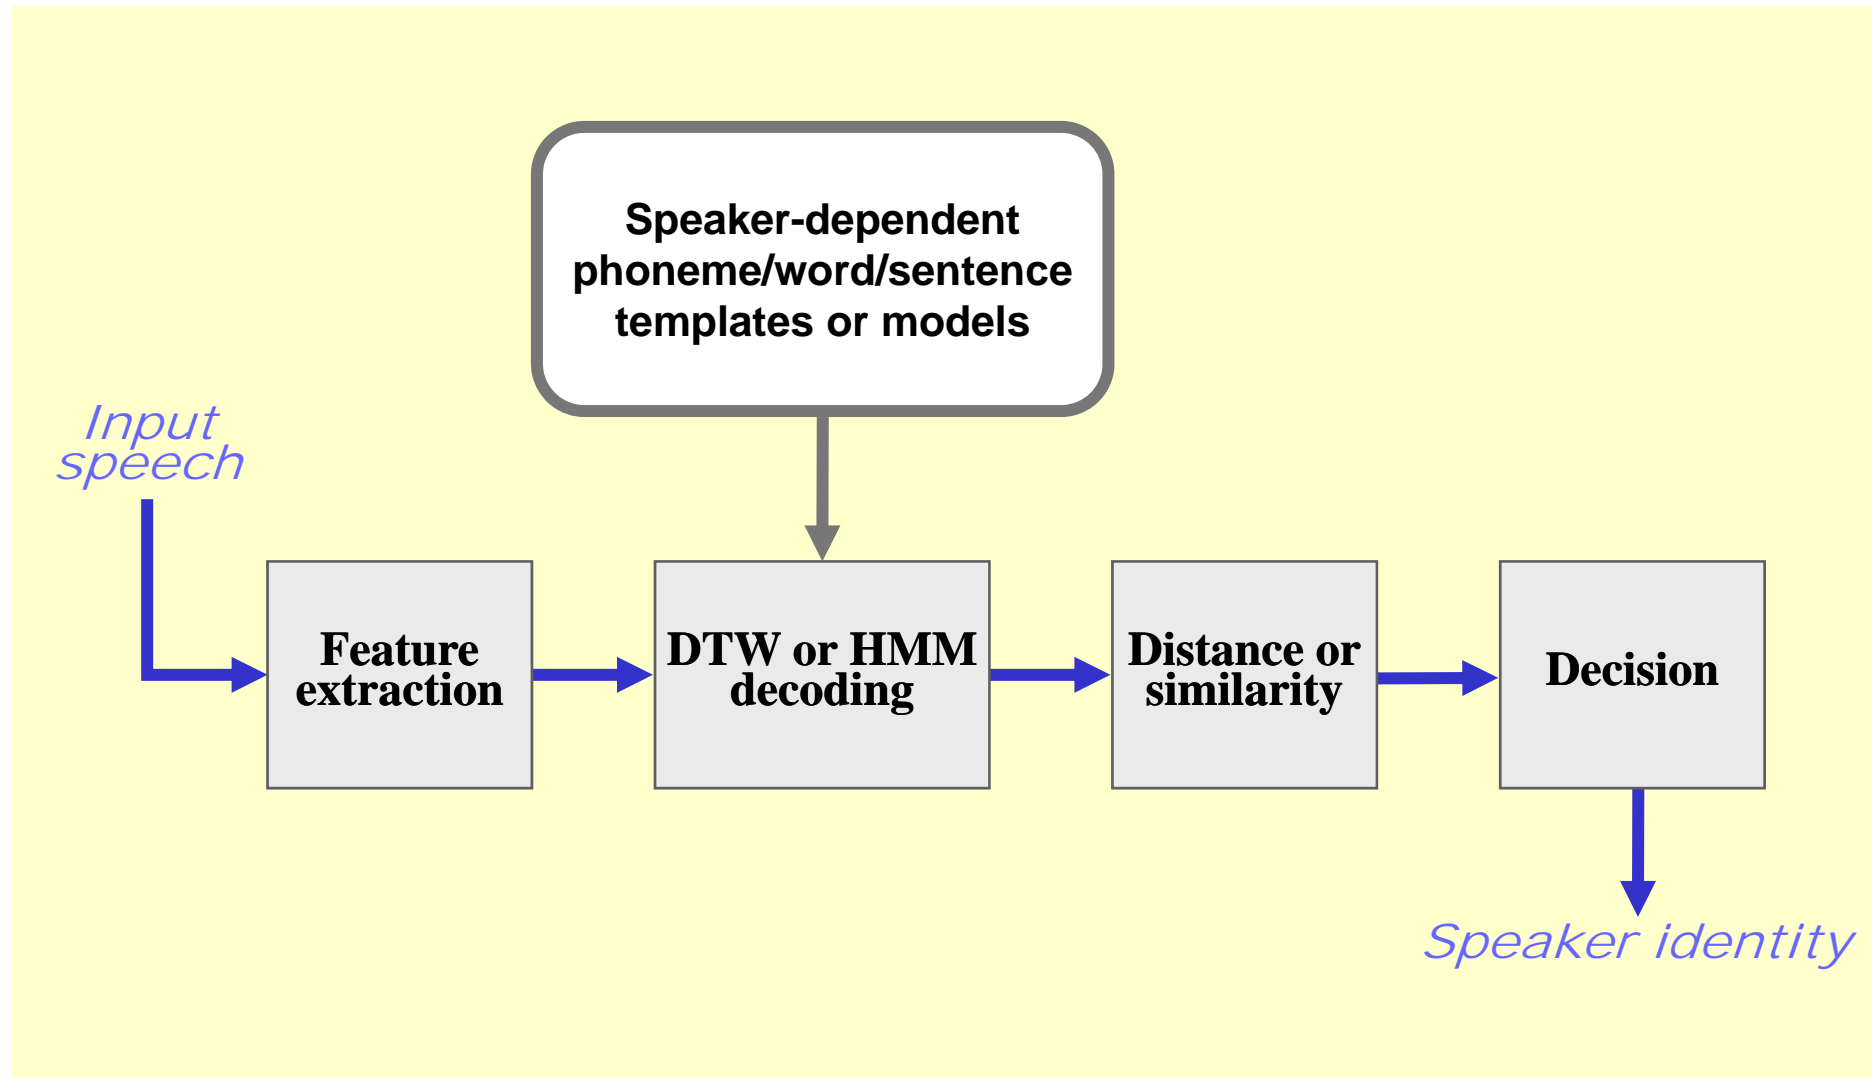 Speaker-dependent
phoneme/word/sentence
templates or models
Input
speech
Feature
extraction
DTW or HMM
decoding
Distance or
similarity
Decision
Speaker identity